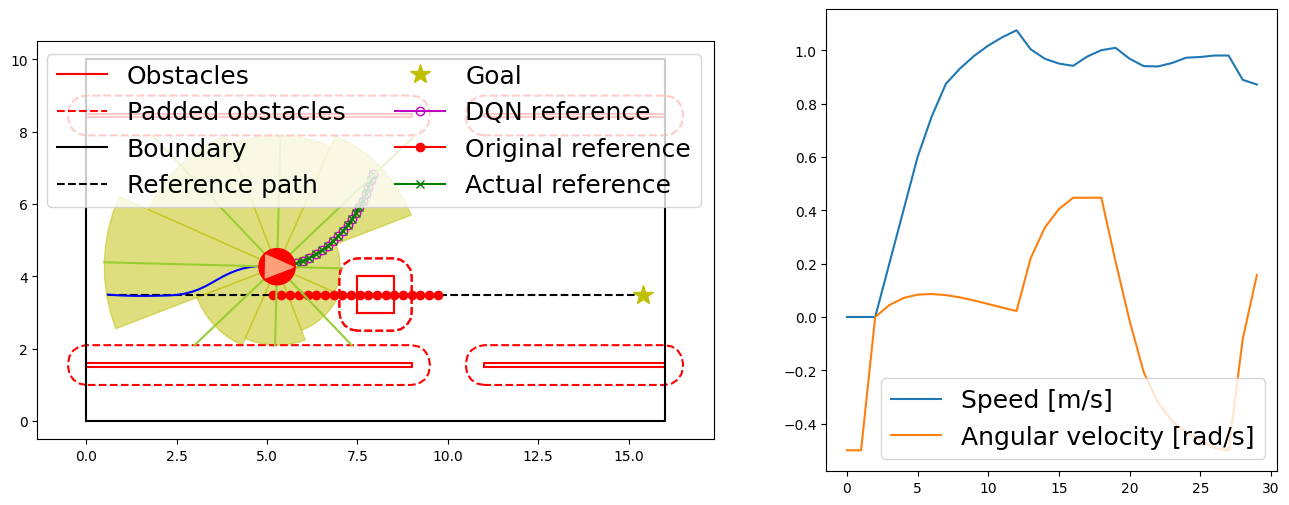 10
8
6
4
2
0
Obstacles
Padded obstacles
Boundary
Reference path
Goal
DQN reference
Original reference
Actual reference
0.0 2.5 5.0 7.5 10.0 12.5 15.0
1.0
0.8
0.6
0.4
0.2
0.0
−0.2
−0.4
Speed [m/s]
Angular velocity [rad/s]
0 5 10 15 20 25 30